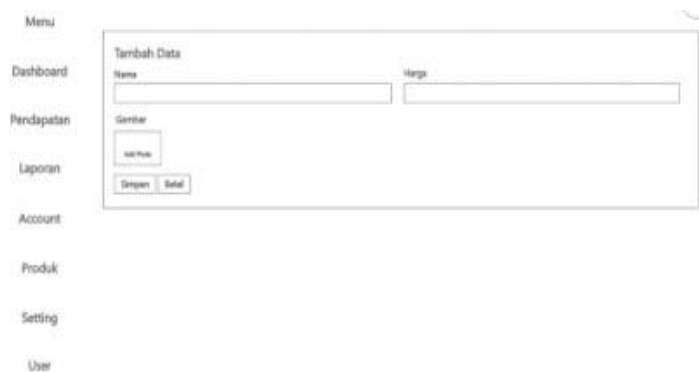 Menu
Dashboard
Pendapatan
Laporan
Account
Produk
Setting
User
Tambah Data
Nama
Harga
Gambar
Add Photo
Simpan
Batal